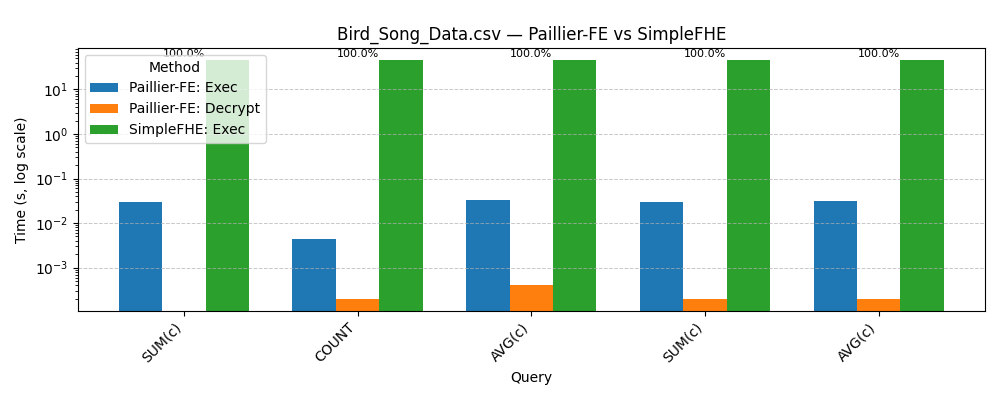 Bird_Song_Data.csv — Paillier-FE vs SimpleFHE
100.0% 100.0% 100.0% 100.0% 100.0%
Method
Paillier-FE: Exec
Paillier-FE: Decrypt
SimpleFHE: Exec
Time (s, log scale)
10¹
10⁰
10⁻¹
10⁻²
10⁻³
SUM(c) COUNT AVG(c) SUM(c) AVG(c)
Query